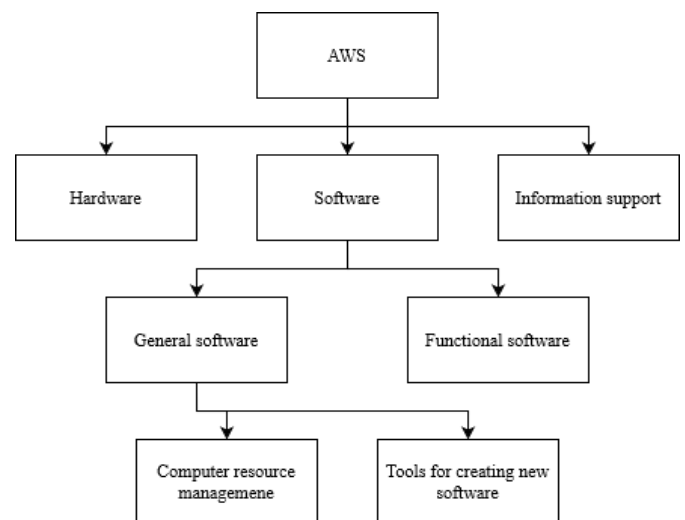 AWS
Hardware
Software
Information support
General software
Functional software
Computer resource
managemene
Tools for creating new
software